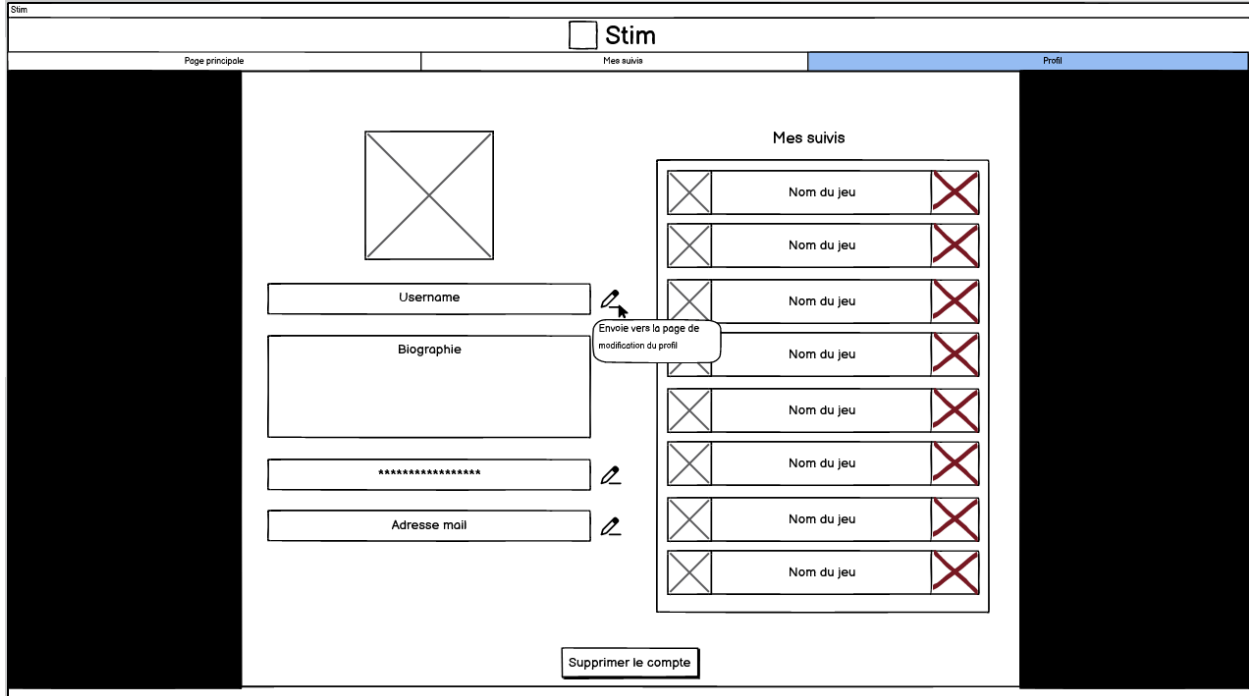 Stim
Stim
Page principale
Mes suivis
Profil
Username
Envoie vers la page de
modification du profil
Biographie
*****************
Adresse mail
Mes suivis
Nom du jeu
Nom du jeu
Nom du jeu
Nom du jeu
Nom du jeu
Nom du jeu
Nom du jeu
Nom du jeu
Supprimer le compte